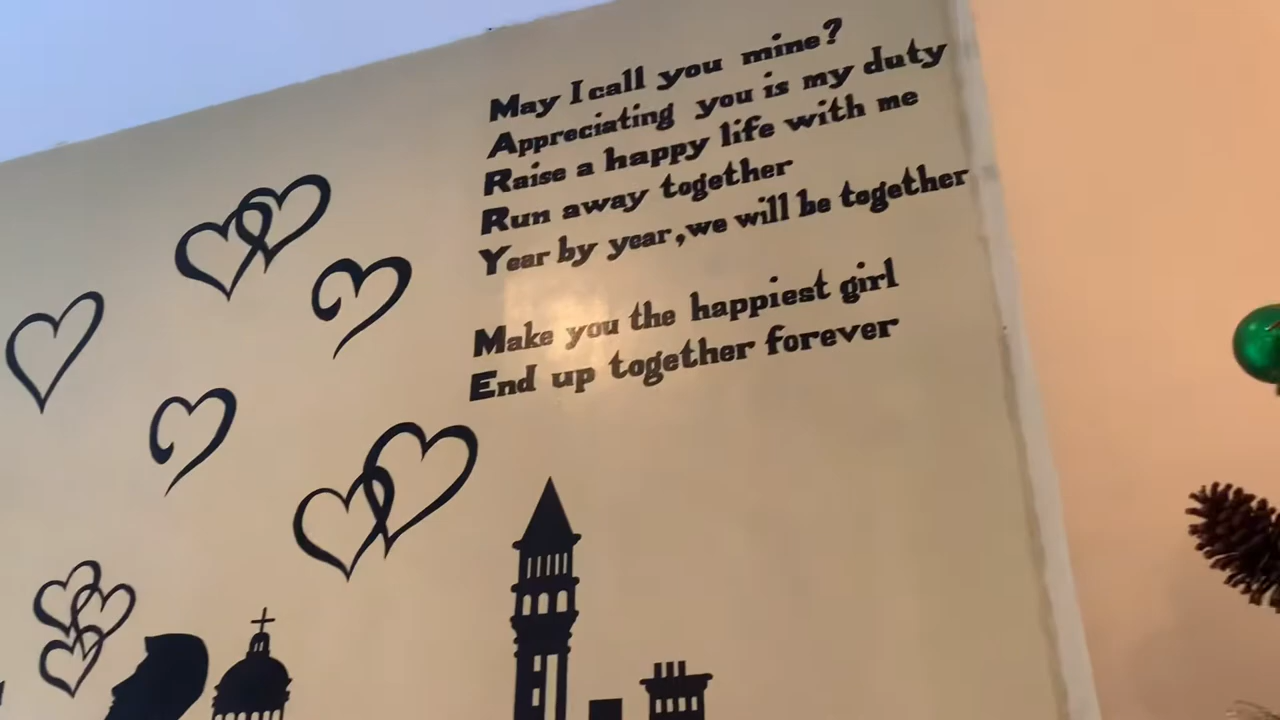 May I call you mine?
Appreciating you is my duty
Raise a happy life with me
Run away together
Year by year,we will be together
Make you the happiest girl
End up together forever